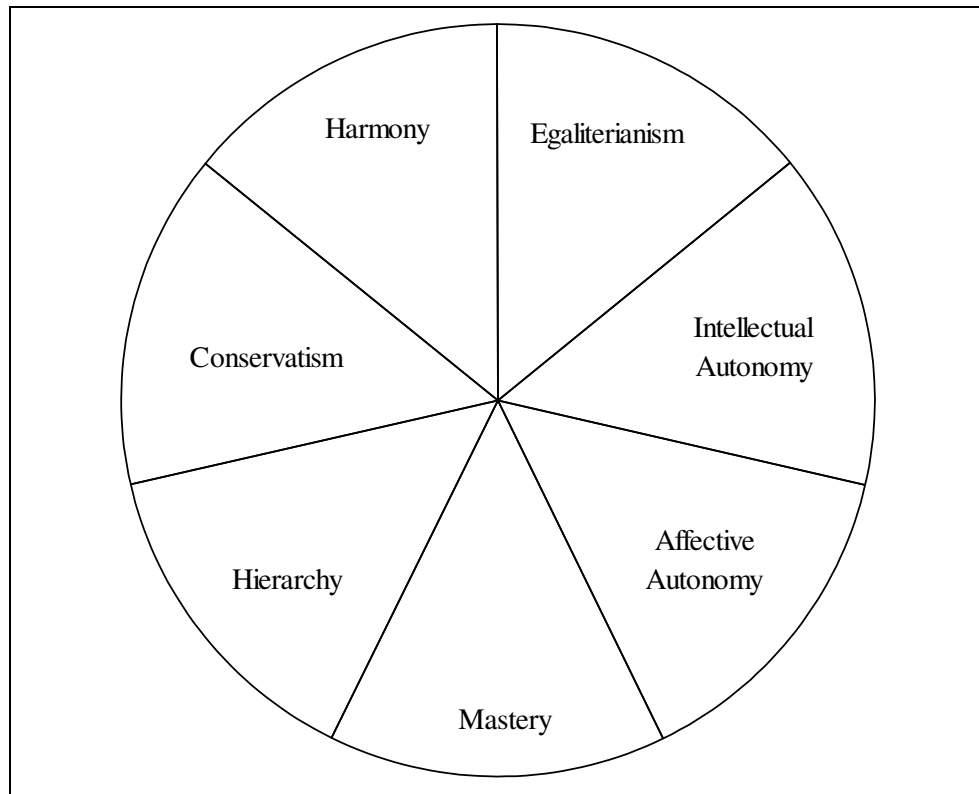 Harmony
Egaliterianism
Intellectual
Autonomy
Conservatism
Affective
Autonomy
Hierarchy
Mastery